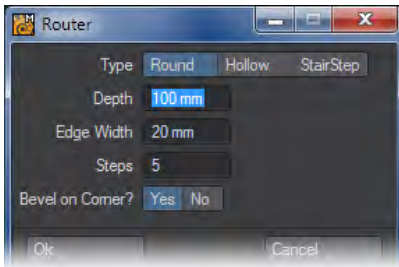 Router
Type Round Hollow StairStep
Depth 100 mm
Edge Width 20 mm
Steps 5
Bevel on Corner? Yes No
Ok Cancel